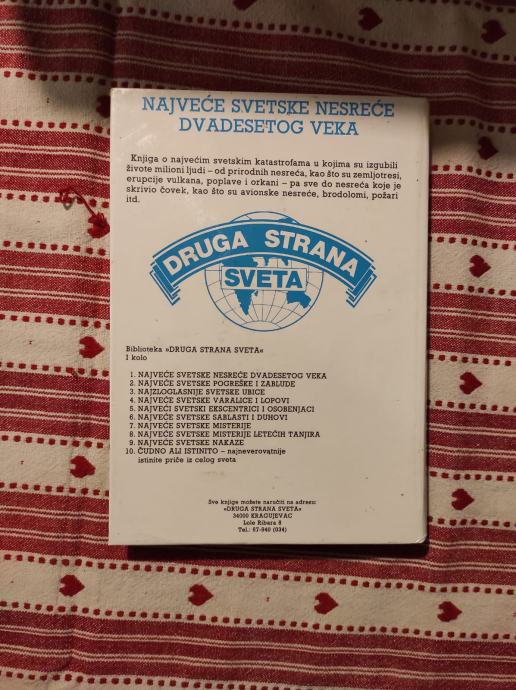 NAJVEĆE SVETSKE NESREĆE
DVADESETOG VEKA
Knjiga o najvećim svetskim katastrofama u kojima su izgubili
živote milioni ljudi – od prirodnih nesreća, kao što su zemljotresi,
erupcije vulkana, poplave i orkani – pa sve do nesreća koje je
skrivio čovek, kao što su avionske nesreće, brodolomi, požari
itd.
DRUGA STRANA
SVETA
Biblioteka »DRUGA STRANA SVETA«
I kolo
1. NAJVEĆE SVETSKE NESREĆE DVADESETOG VEKA
2. NAJVEĆE SVETSKE POGREŠKE I ZABLUDE
3. NAJZLOGLASNIJE SVETSKE UBICE
4. NAJVEĆE SVETSKE VARALICE I LOPOVI
5. NAJVEĆI SVETSKI EKSCENTRICI I OSOBENJACI
6. NAJVEĆE SVETSKE SABLASTI I DUHOVI
7. NAJVEĆE SVETSKE MISTERIJE
8. NAJVEĆE SVETSKE MISTERIJE LETEĆIH TANJIRA
9. NAJVEĆE SVETSKE NAKAZE
10. ČUDNO ALI ISTINITO – najneverovatnije
istinite priče iz celog sveta
Sve knjige možete naručiti na adresu:
»DRUGA STRANA SVETA«
34000 KRAGUJEVAC
Lole Ribara 8
Tel.: 67-940 (034)